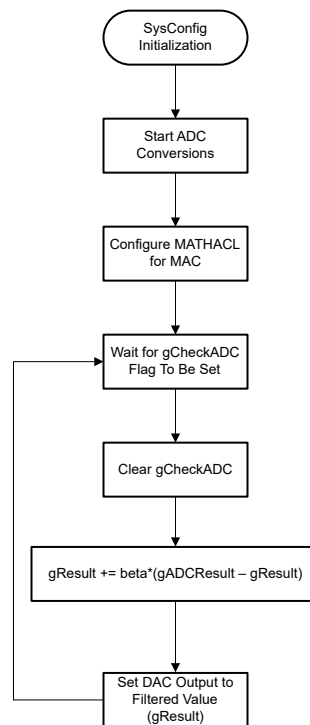 SysConfig
Initialization
Start ADC
Conversions
Configure MATHACL
for MAC
Wait for gCheckADC
Flag To Be Set
Clear gCheckADC
gResult += beta*(gADCResult – gResult)
Set DAC Output to
Filtered Value
(gResult)